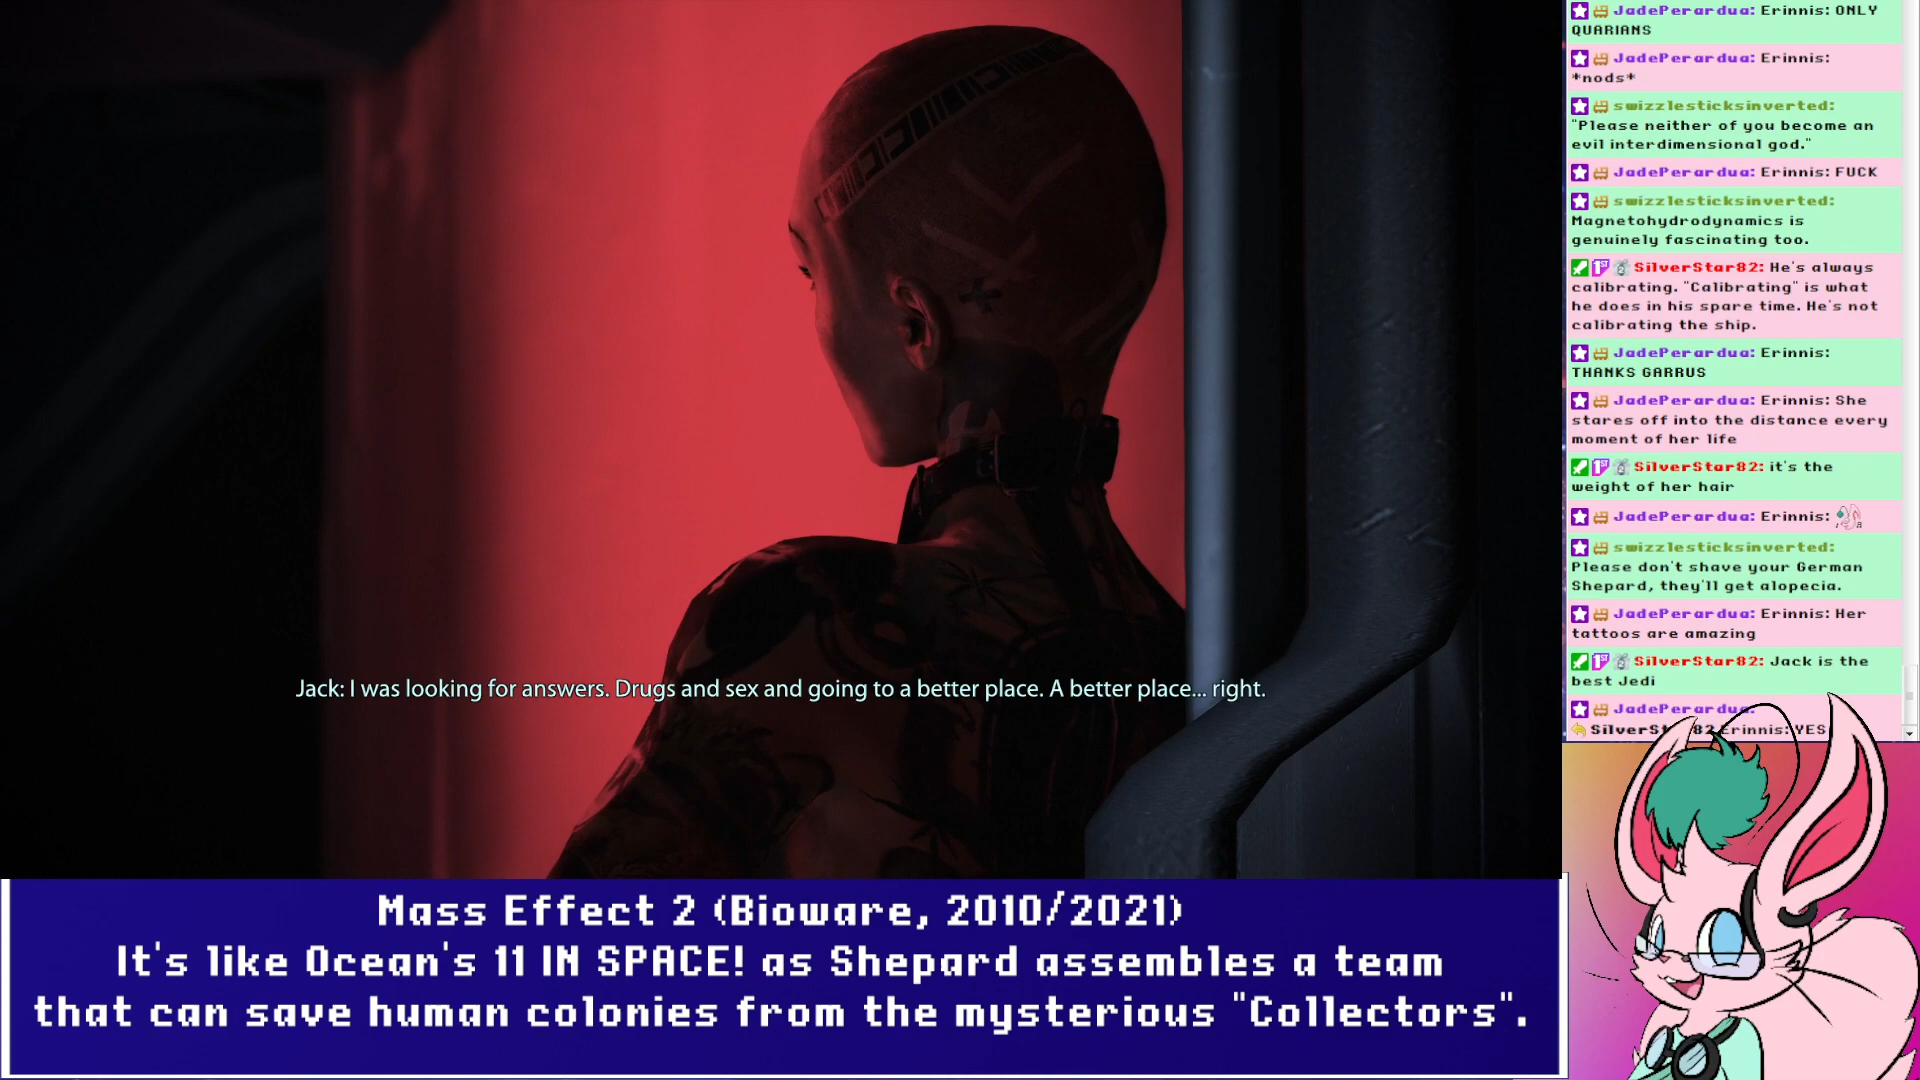 Jack: I was looking for answers. Drugs and sex and going to a better place. A better place... right.
Mass Effect 2 (Bioware, 2010/2021)
It's like Ocean's 11 IN SPACE! as Shepard assembles a team
that can save human colonies from the mysterious "Collectors".
JadePerardua: Erinnis: ONLY
QUARIANS
JadePerardua: Erinnis:
*nods*
swizzlesticksinverted:
"Please neither of you become an
evil interdimensional god."
JadePerardua: Erinnis: FUCK
swizzlesticksinverted:
Magnetohydrodynamics is
genuinely fascinating too.
1ST 2 SilverStar82: He's always
calibrating. "Calibrating" is what
he does in his spare time. He's not
calibrating the ship.
JadePerardua: Erinnis:
THANKS GARRUS
JadePerardua: Erinnis: She
stares off into the distance every
moment of her life
1ST 2 SilverStar82: it's the
weight of her hair
JadePerardua: Erinnis:
swizzlesticksinverted:
Please don't shave your German
Shepard, they'll get alopecia.
JadePerardua: Erinnis: Her
tattoos are amazing
1ST 2 SilverStar82: Jack is the
best Jedi
JadePerardua:
Erinnis: YES